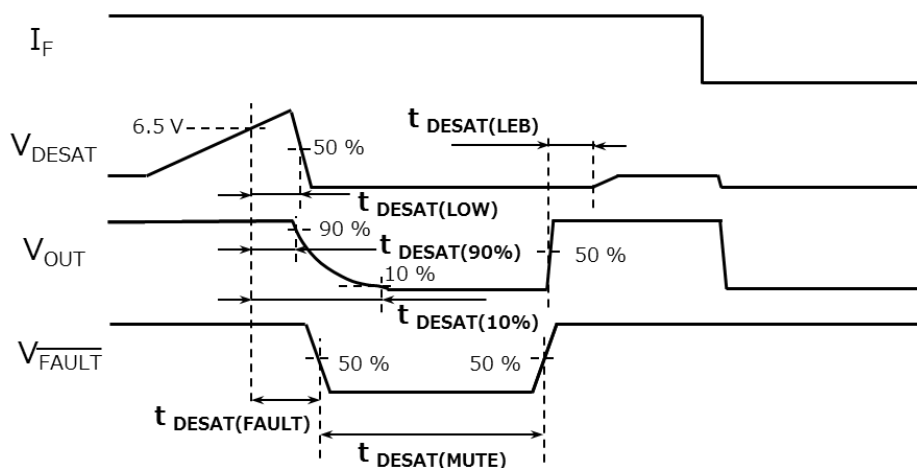 I_F
t DESAT(LEB)
6.5 V
V_DESAT
50 %
t DESAT(LOW)
90 %
t DESAT(90%)
V_OUT
50 %
10 %
t DESAT(10%)
V_FAULT
50 %
50 %
t DESAT(FAULT)
t DESAT(MUTE)